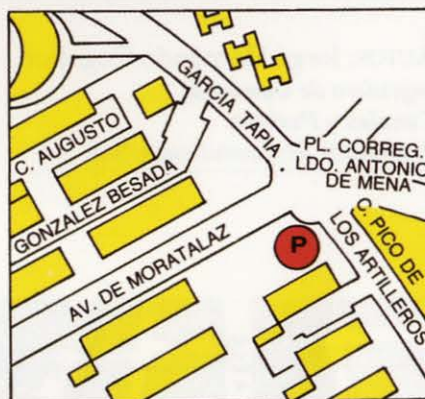 GARCIA TAPIA
C. AUGUSTO
PL. CORREG.
LDO. ANTONIO
DE MENA
GONZALEZ BESADA
C. PICO DE
LOS ARTILLEROS
AV. DE MORATALAZ
P